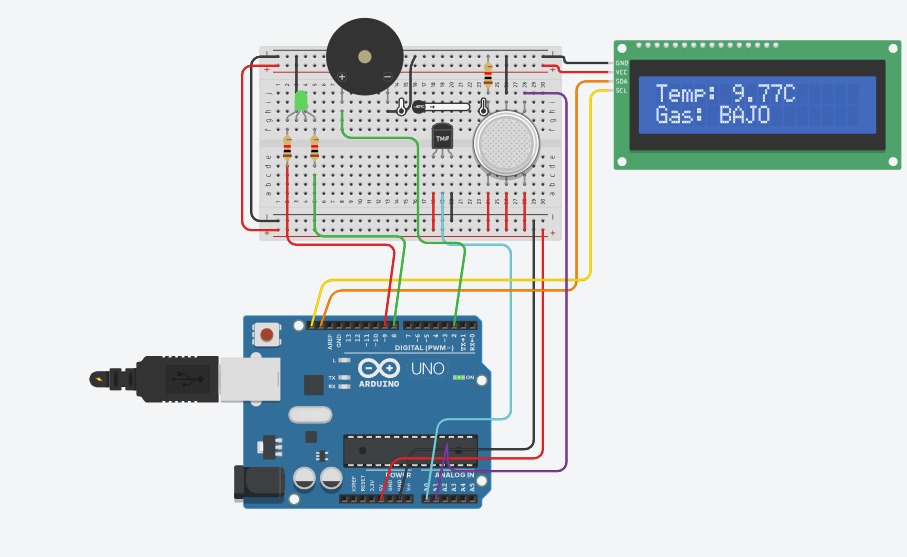 GND
VCC
SDA
SCL
Temp: 9.77C
Gas: BAJO
TMP
AREF
GND
13
12
~11
~10
~9
8
7
~6
~5
4
~3
2
TX→1
RX←0
DIGITAL (PWM~)
L
TX
RX
UNO
ARDUINO
ON
POWER
ANALOG IN
IOREF
RESET
3.3V
5V
GND
GND
Vin
A0
A1
A2
A3
A4
A5